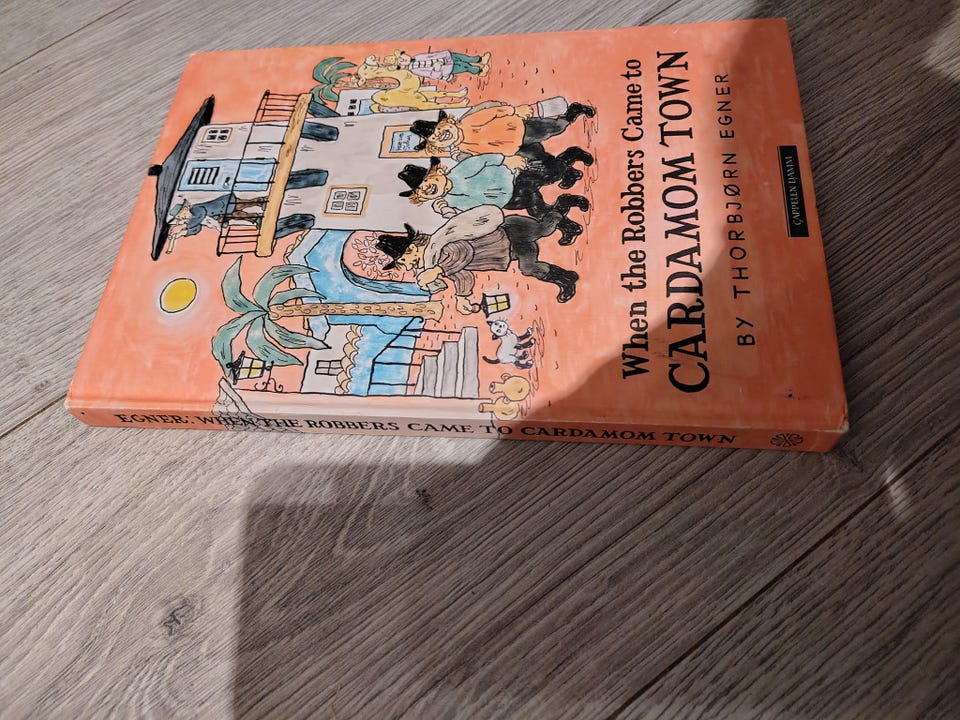 When the Robbers Came to
CARDAMOM TOWN
BY THORBJØRN EGNER
CAPPELEN DAMM
EGNER: WHEN THE ROBBERS CAME TO CARDAMOM TOWN